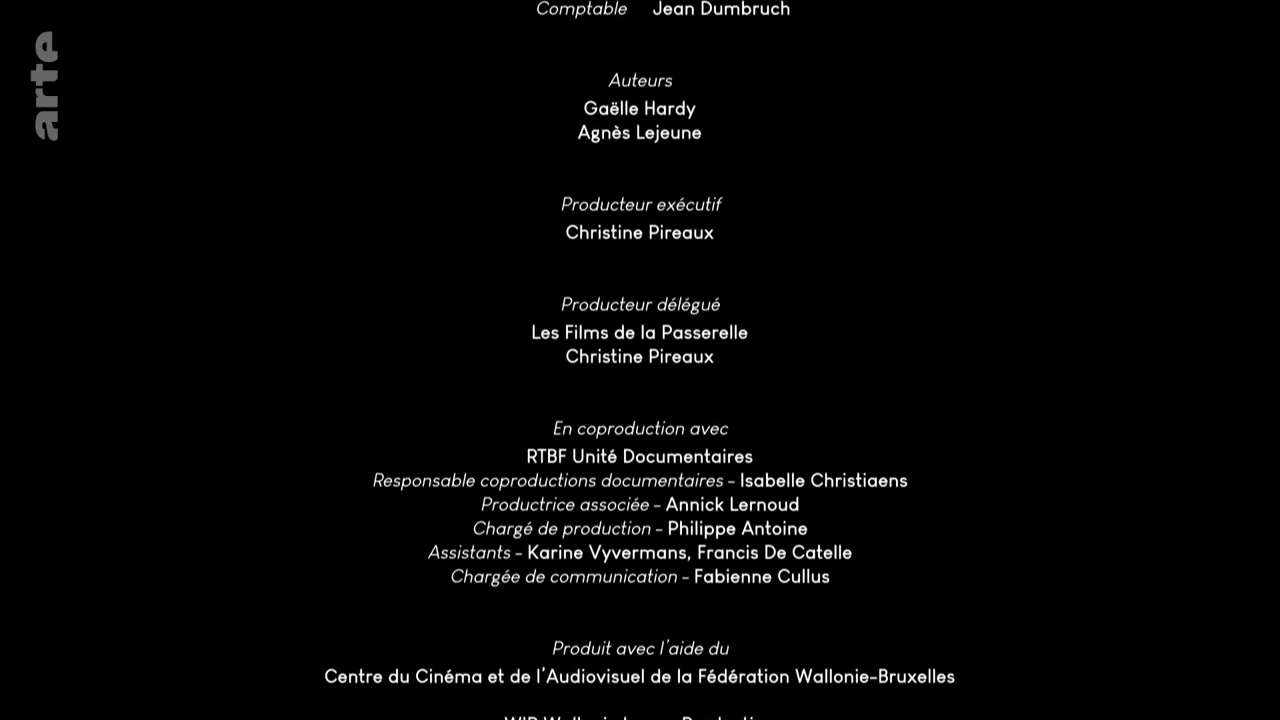 arte
Comptable Jean Dumbruch
Auteurs
Gaëlle Hardy
Agnès Lejeune
Producteur exécutif
Christine Pireaux
Producteur délégué
Les Films de la Passerelle
Christine Pireaux
En coproduction avec
RTBF Unité Documentaires
Responsable coproductions documentaires - Isabelle Christiaens
Productrice associée - Annick Lernoud
Chargé de production - Philippe Antoine
Assistants - Karine Vyvermans, Francis De Catelle
Chargée de communication - Fabienne Cullus
Produit avec l'aide du
Centre du Cinéma et de l'Audiovisuel de la Fédération Wallonie-Bruxelles